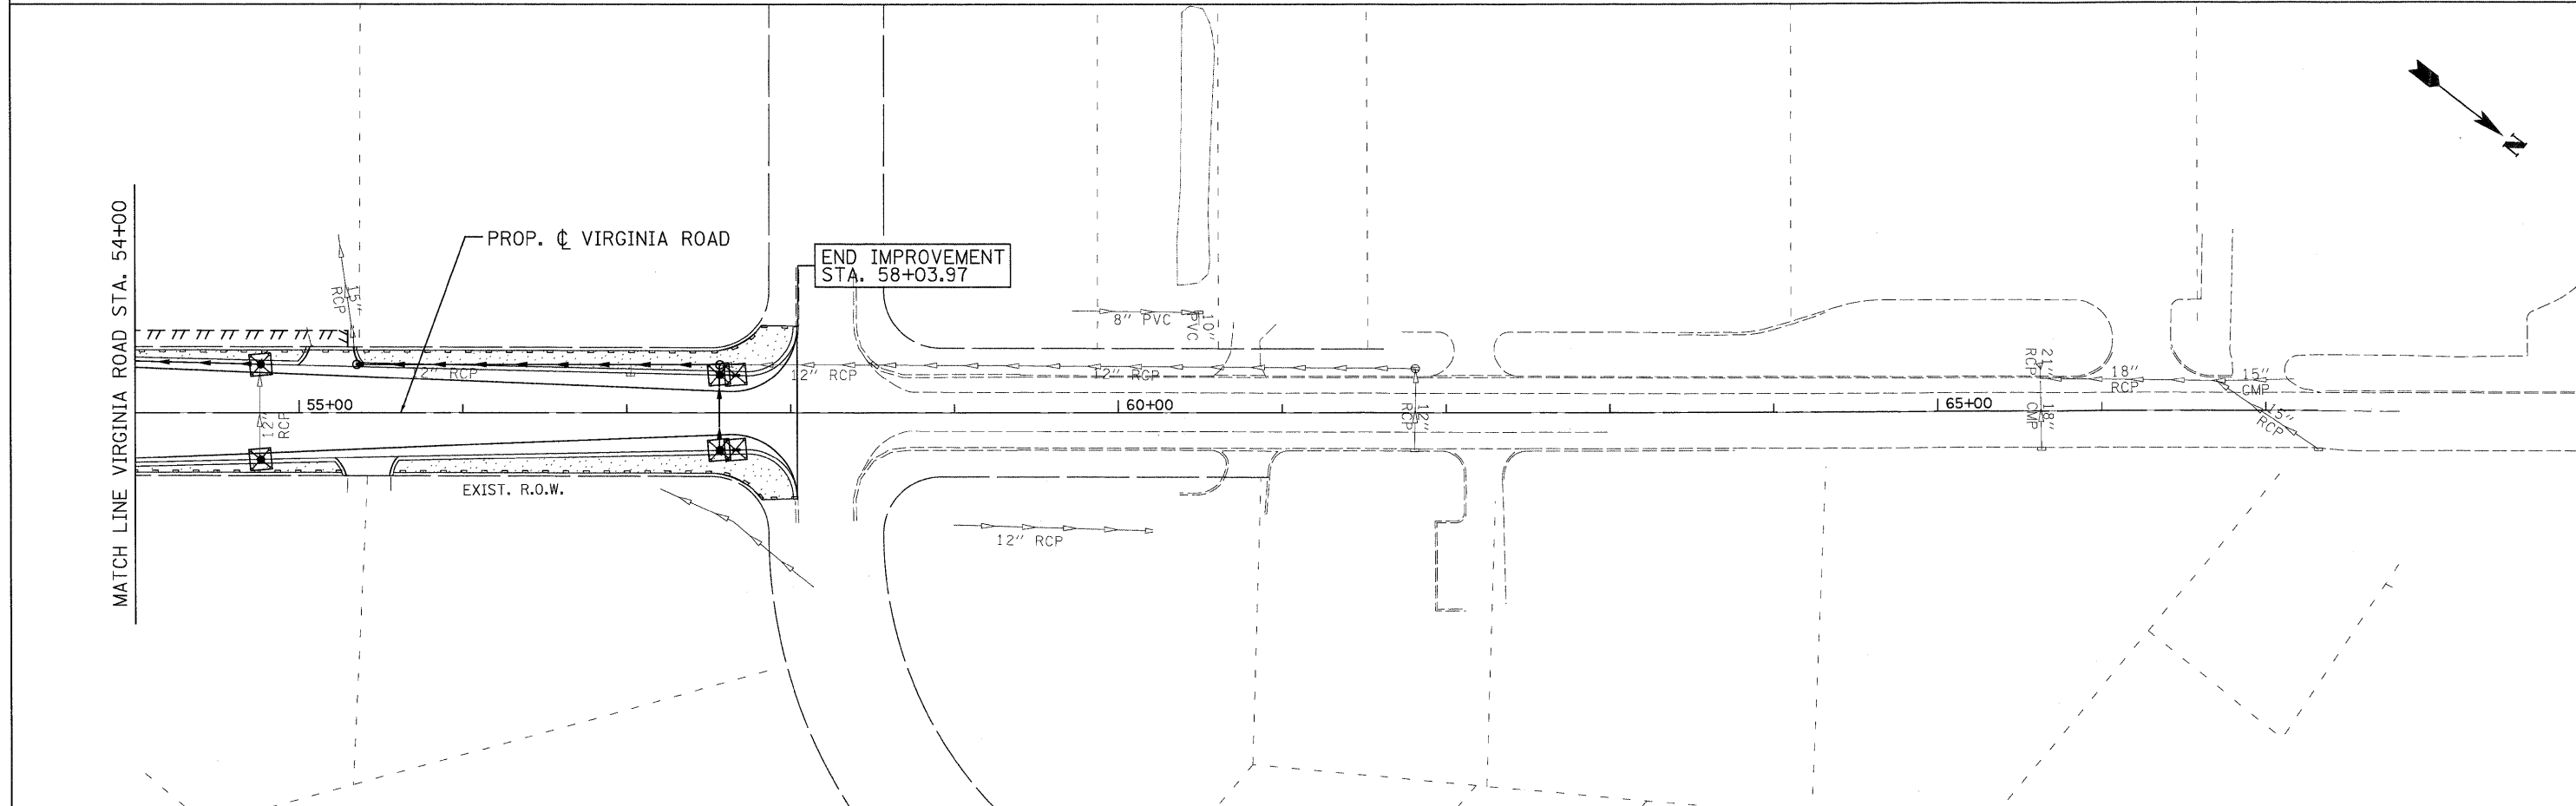 N
MATCH LINE VIRGINIA ROAD STA. 54+00
PROP. ℄ VIRGINIA ROAD
END IMPROVEMENT
STA. 58+03.97
15"
RCP
8" PVC
10"
PVC
12" RCP
12" RCP
12" RCP
21"
RCP
18"
RCP
15"
CMP
55+00
60+00
65+00
12"
RCP
12"
RCP
18"
CMP
15"
RCP
EXIST. R.O.W.
12" RCP